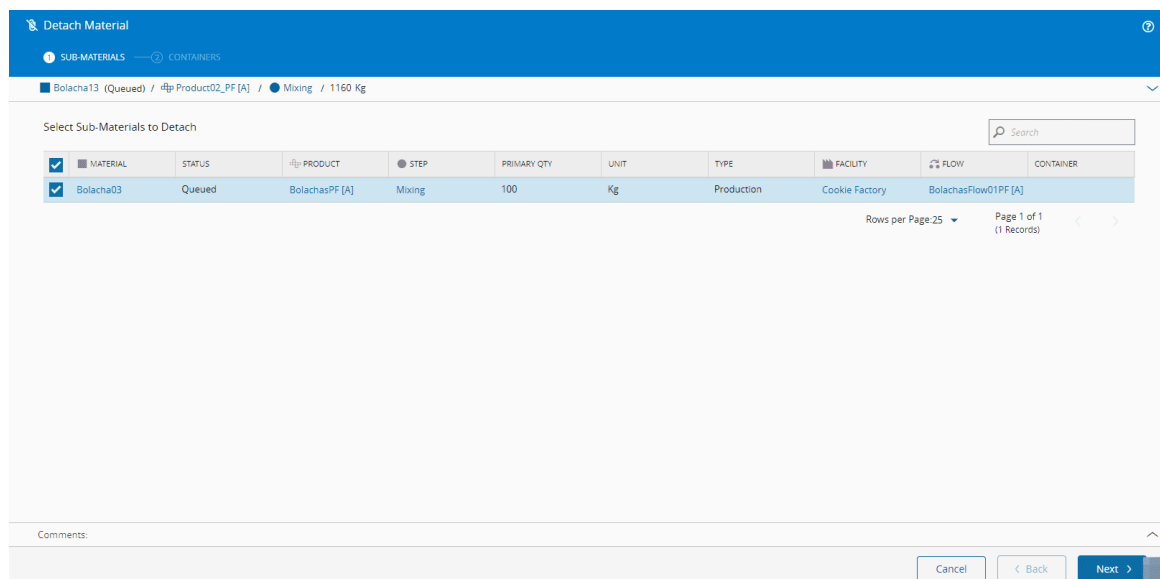 Detach Material
1 SUB-MATERIALS 2 CONTAINERS
Bolacha13 (Queued) / Product02_PF [A] / Mixing / 1160 Kg
Select Sub-Materials to Detach
Search
MATERIAL STATUS PRODUCT STEP PRIMARY QTY UNIT TYPE FACILITY FLOW CONTAINER
Bolacha03 Queued BolachasPF [A] Mixing 100 Kg Production Cookie Factory BolachasFlow01PF [A]
Rows per Page:25 Page 1 of 1
(1 Records)
Comments:
Cancel < Back Next >